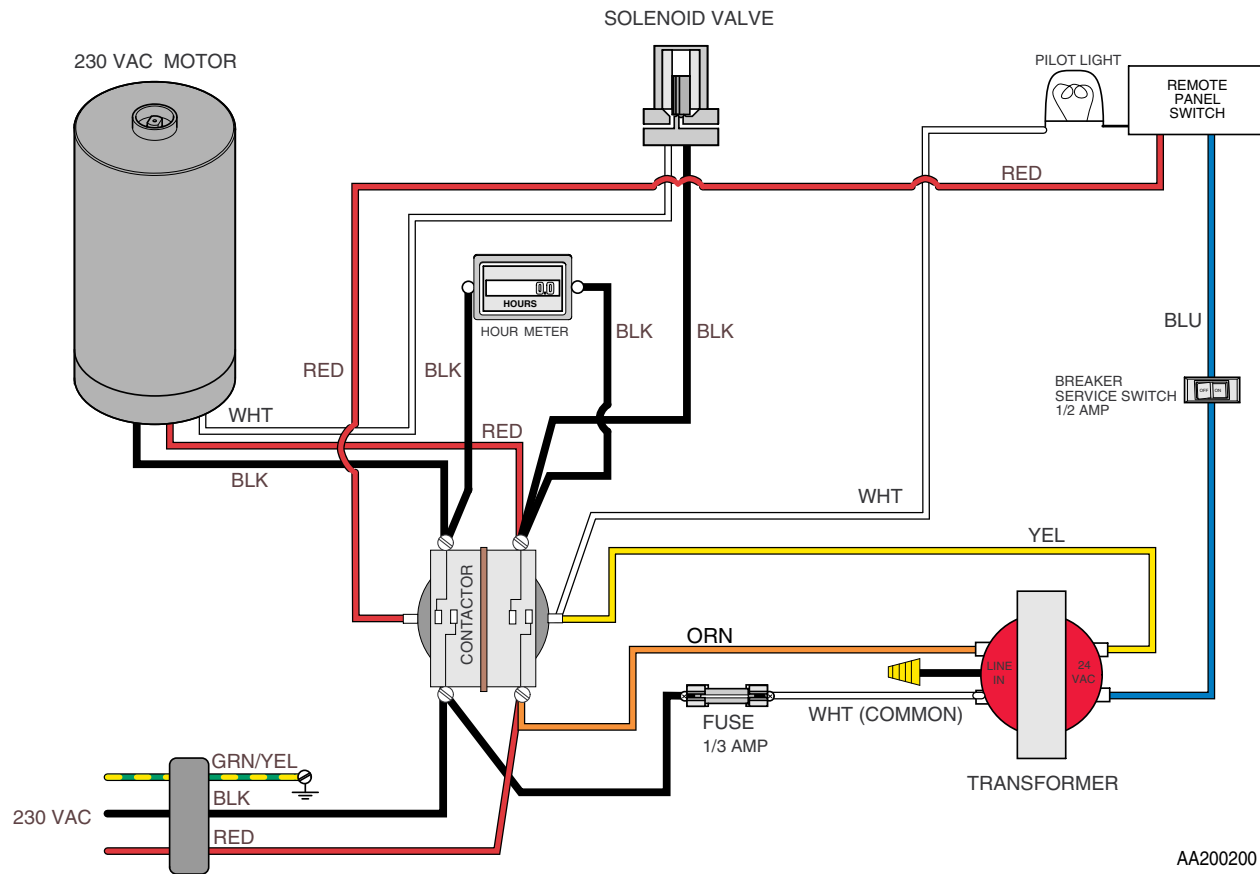 SOLENOID VALVE
230 VAC MOTOR
PILOT LIGHT
REMOTE
PANEL
SWITCH
RED
0.0
HOURS
HOUR METER
BLK
BLK
BLU
RED
BLK
BREAKER
SERVICE SWITCH
1/2 AMP
OFF
ON
WHT
RED
BLK
WHT
YEL
CONTACTOR
ORN
LINE
IN
24
VAC
FUSE
1/3 AMP
WHT (COMMON)
TRANSFORMER
GRN/YEL
BLK
230 VAC
RED
AA200200